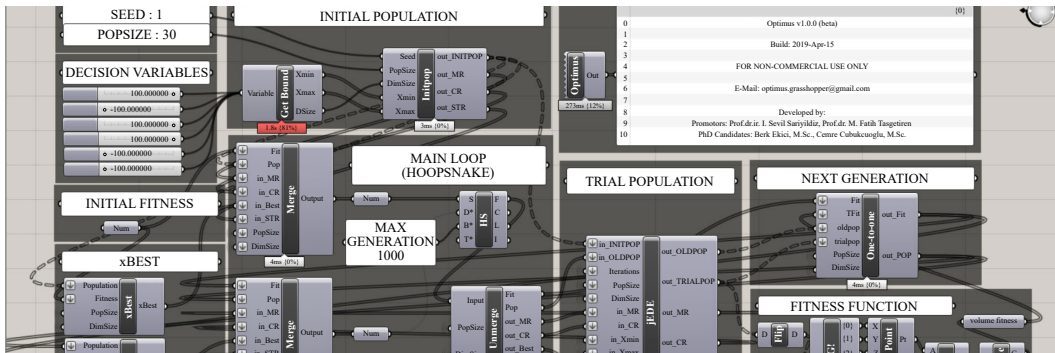 SEED : 1
POPSIZE : 30
DECISION VARIABLES
100.000000
-100.000000
100.000000
100.000000
-100.000000
-100.000000
INITIAL FITNESS
Num
xBEST
Population
Fitness
PopSize
DimSize
xBest
xBest
Population
INITIAL POPULATION
Variable
Get Bound
Xmin
Xmax
DSize
1.8s {81%}
Seed
PopSize
DimSize
Xmin
Xmax
Initpop
out_INITPOP
out_MR
out_CR
out_STR
3ms {0%}
Fit
Pop
in_MR
in_CR
in_Best
in_STR
PopSize
DimSize
Merge
Output
4ms {0%}
MAIN LOOP
(HOOPSNAKE)
Num
MAX
GENERATION
1000
S
D*
B*
T*
HS
F
C
L
I
Fit
Pop
in_MR
in_CR
in_Best
in_STR
Merge
Output
Num
Input
PopSize
Unmerge
Fit
Pop
out_MR
out_CR
out_Best
Optimus
Out
273ms {12%}
{0}
0 Optimus v1.0.0 (beta)
1
2 Build: 2019-Apr-15
3
4 FOR NON-COMMERCIAL USE ONLY
5
6 E-Mail: optimus.grasshopper@gmail.com
7
8 Developed by:
9 Promotors: Prof.dr.ir. I. Sevil Sariyildiz, Prof.dr. M. Fatih Tasgetiren
10 PhD Candidates: Berk Ekici, M.Sc., Cemre Cubukcuoglu, M.Sc.
TRIAL POPULATION
in_INITPOP
in_OLDPOP
Iterations
PopSize
DimSize
in_MR
in_CR
in_Xmin
in_Xmax
jEDE
out_OLDPOP
out_TRIALPOP
out_MR
out_CR
NEXT GENERATION
Fit
TFit
oldpop
trialpop
PopSize
DimSize
One-to-one
out_Fit
out_POP
4ms {0%}
FITNESS FUNCTION
volume fitness
D
Flip
D
G!
{0}
{1}
X
Y
Point
Pt
A